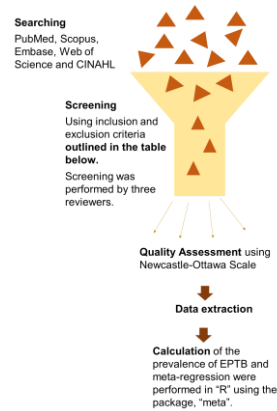 Searching
PubMed, Scopus,
Embase, Web of
Science and CINAHL
Screening
Using inclusion and
exclusion criteria
outlined in the table
below.
Screening was
performed by three
reviewers.
Quality Assessment using
Newcastle-Ottawa Scale
Data extraction
Calculation of the
prevalence of EPTB and
meta-regression were
performed in “R” using the
package, “meta”.